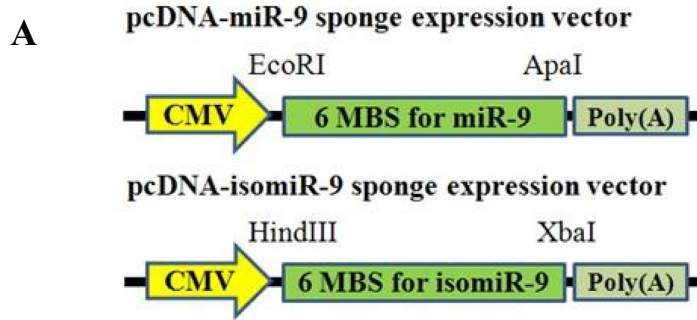 A
pcDNA-miR-9 sponge expression vector
EcoRI ApaI
CMV 6 MBS for miR-9 Poly(A)
pcDNA-isomiR-9 sponge expression vector
HindIII XbaI
CMV 6 MBS for isomiR-9 Poly(A)